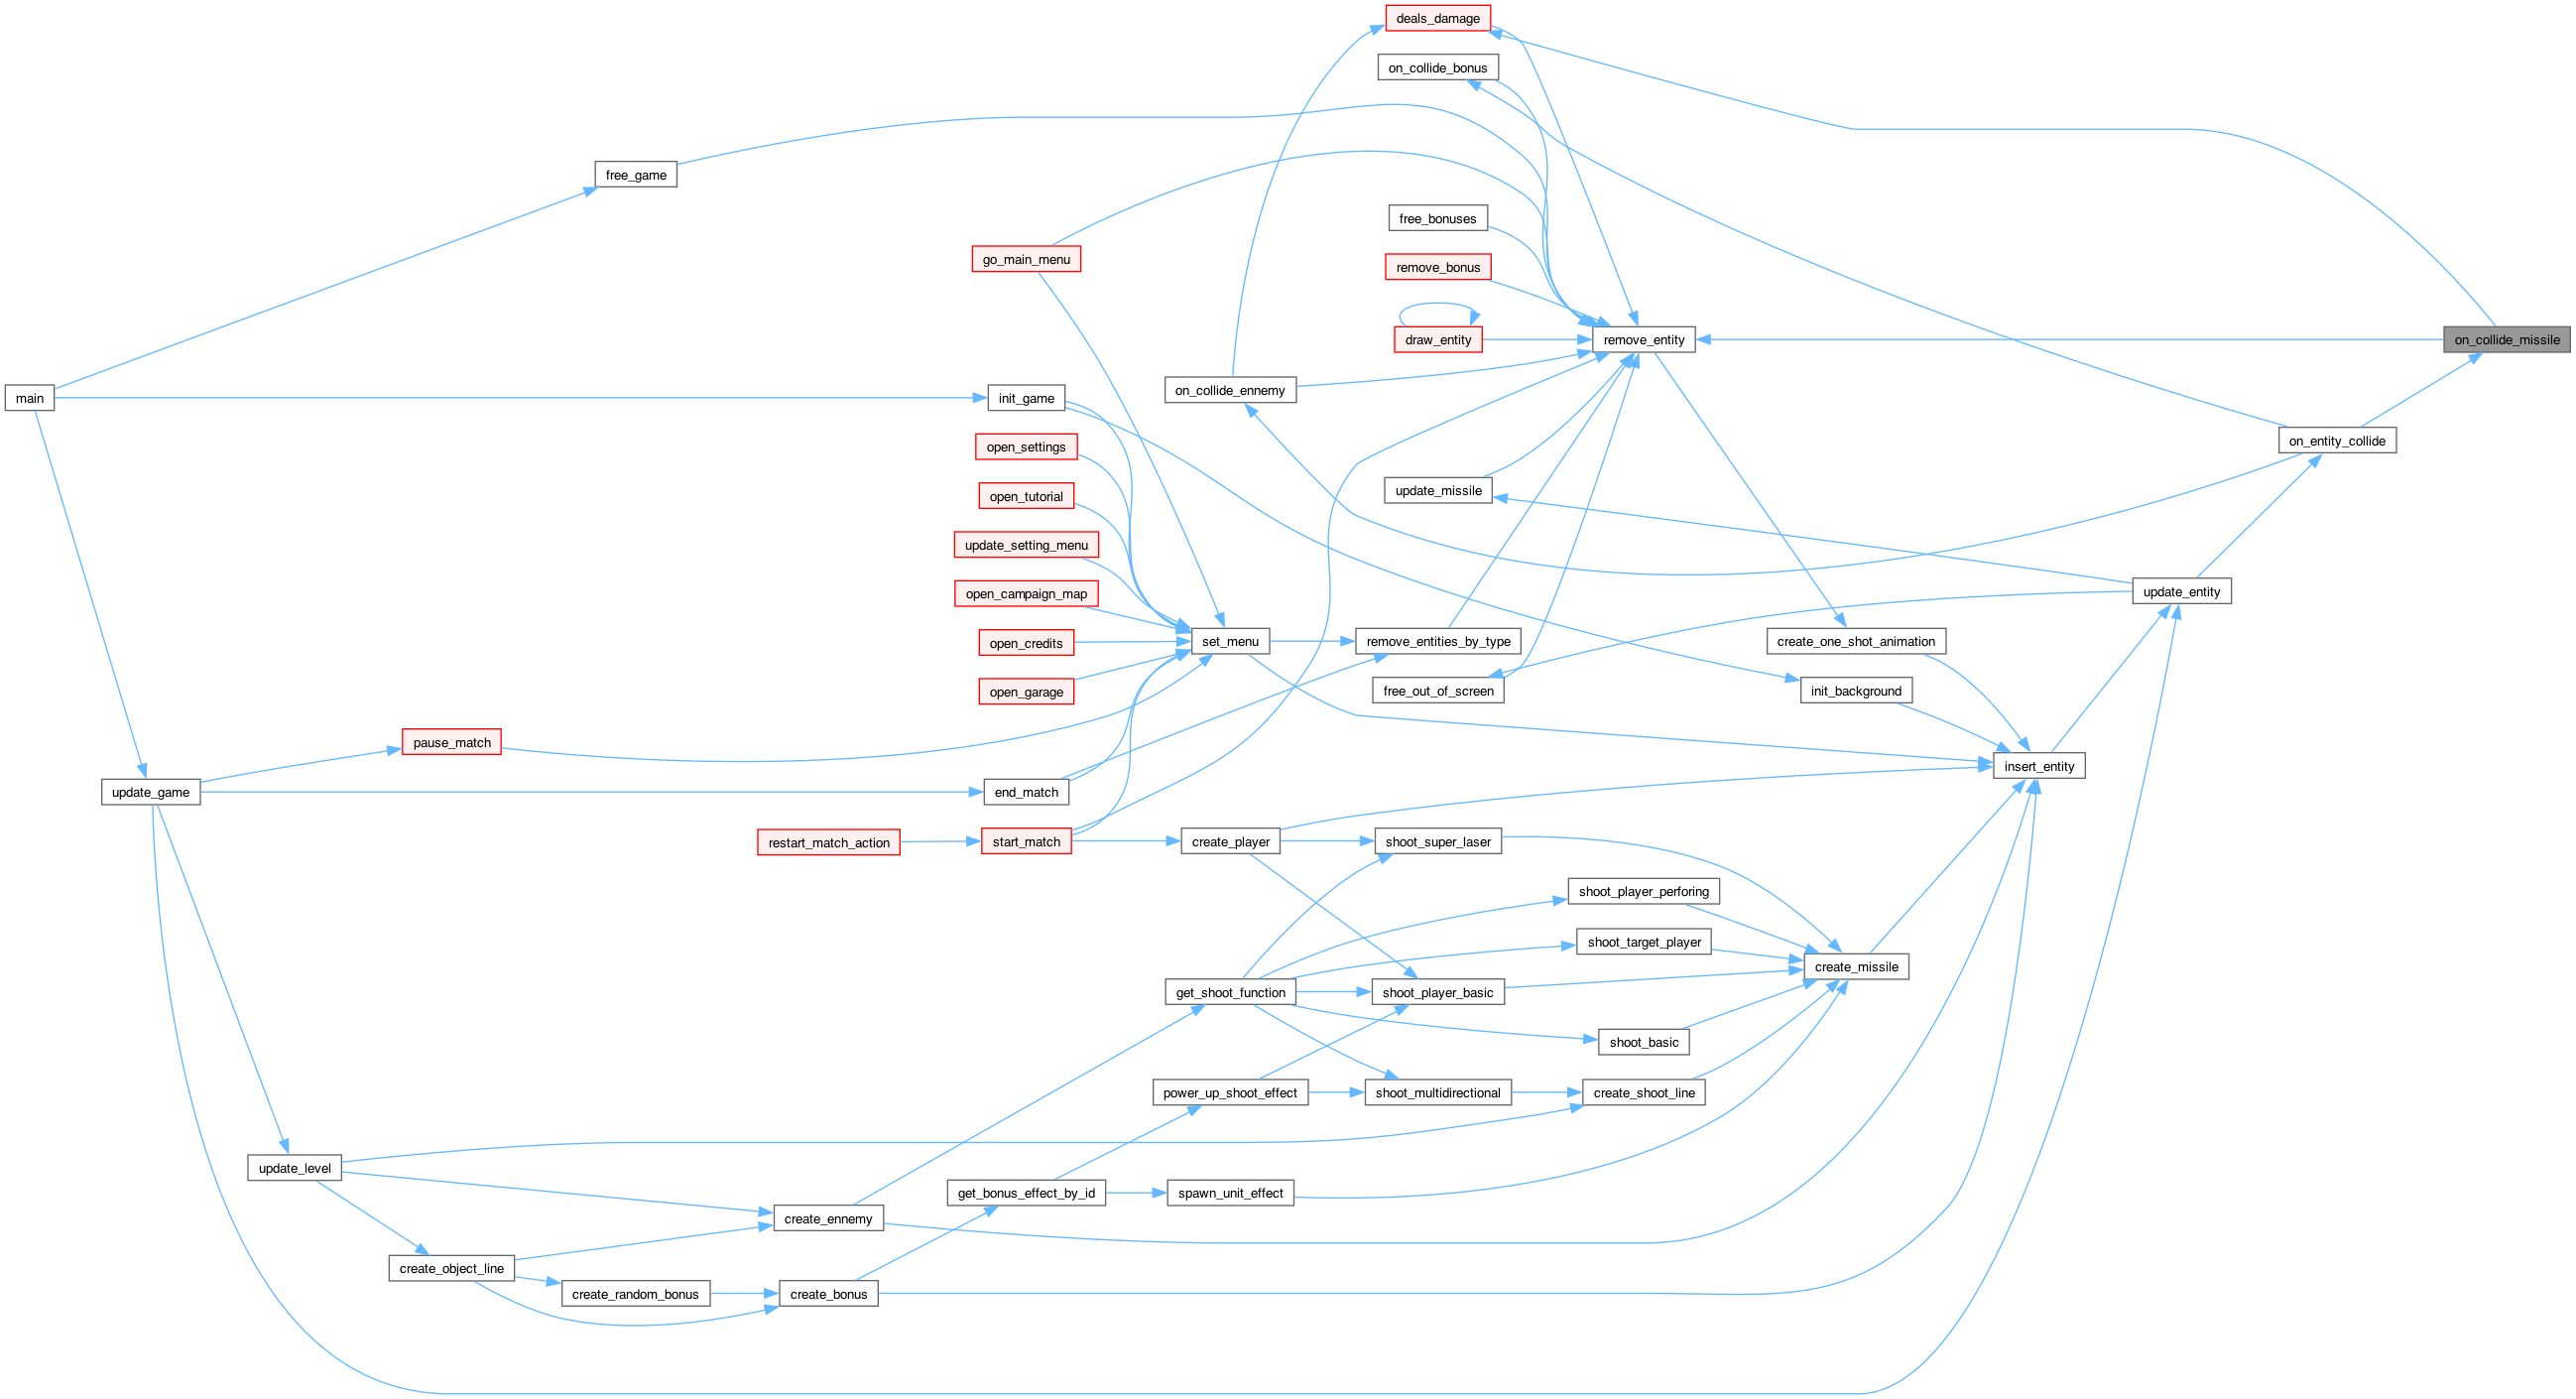 deals_damage
on_collide_bonus
free_game
free_bonuses
go_main_menu
remove_bonus
draw_entity
remove_entity
on_collide_missile
on_collide_ennemy
main
init_game
on_entity_collide
open_settings
update_missile
open_tutorial
update_setting_menu
open_campaign_map
update_entity
open_credits
set_menu
remove_entities_by_type
create_one_shot_animation
open_garage
free_out_of_screen
init_background
pause_match
insert_entity
update_game
end_match
restart_match_action
start_match
create_player
shoot_super_laser
shoot_player_perforing
shoot_target_player
create_missile
get_shoot_function
shoot_player_basic
shoot_basic
power_up_shoot_effect
shoot_multidirectional
create_shoot_line
update_level
get_bonus_effect_by_id
spawn_unit_effect
create_ennemy
create_object_line
create_random_bonus
create_bonus